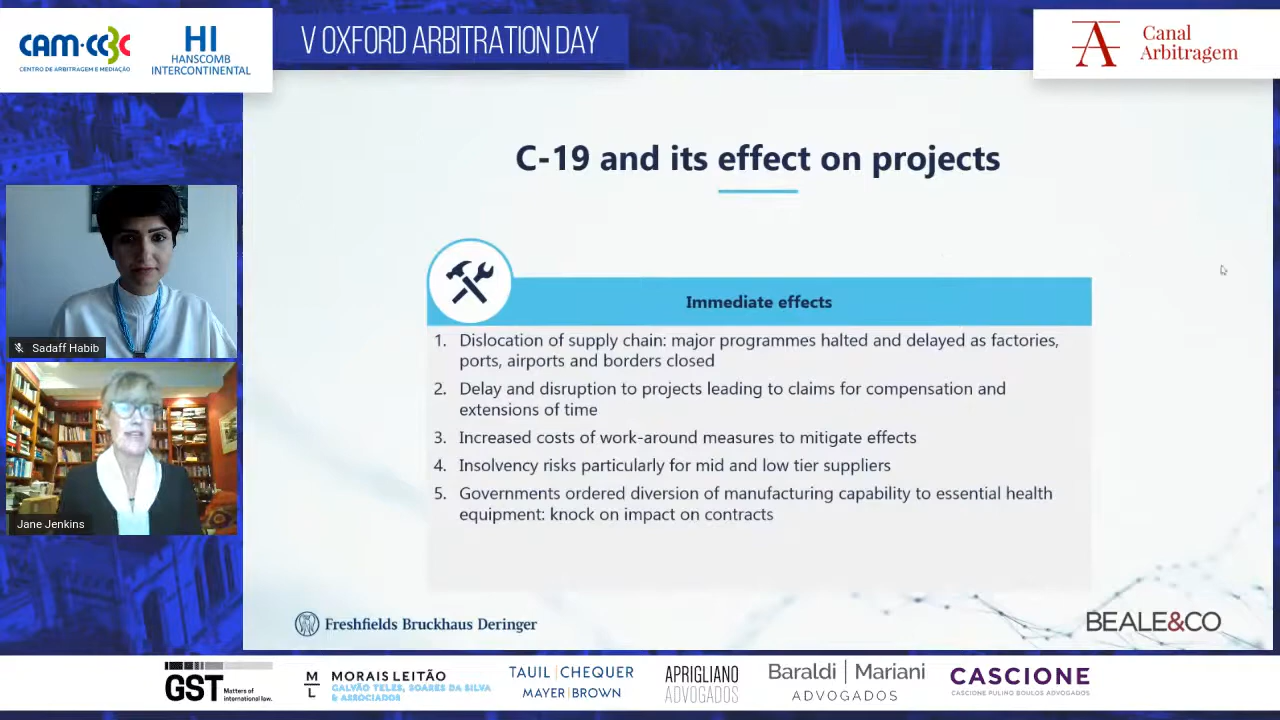 CAM-CCBC
CENTRO DE ARBITRAGEM E MEDIAÇÃO
HI
HANSCOMB
INTERCONTINENTAL
V OXFORD ARBITRATION DAY
Canal
Arbitragem
C-19 and its effect on projects
Immediate effects
1. Dislocation of supply chain: major programmes halted and delayed as factories,
ports, airports and borders closed
2. Delay and disruption to projects leading to claims for compensation and
extensions of time
3. Increased costs of work-around measures to mitigate effects
4. Insolvency risks particularly for mid and low tier suppliers
5. Governments ordered diversion of manufacturing capability to essential health
equipment: knock on impact on contracts
Sadaff Habib
Jane Jenkins
Freshfields Bruckhaus Deringer
BEALE&CO
GST
Matters of
international law.
M
L
MORAIS LEITÃO
GALVÃO TELES, SOARES DA SILVA
& ASSOCIADOS
TAUIL | CHEQUER
MAYER | BROWN
APRIGLIANO
ADVOGADOS
Baraldi | Mariani
ADVOGADOS
CASCIONE
CASCIONE PULINO BOULOS ADVOGADOS